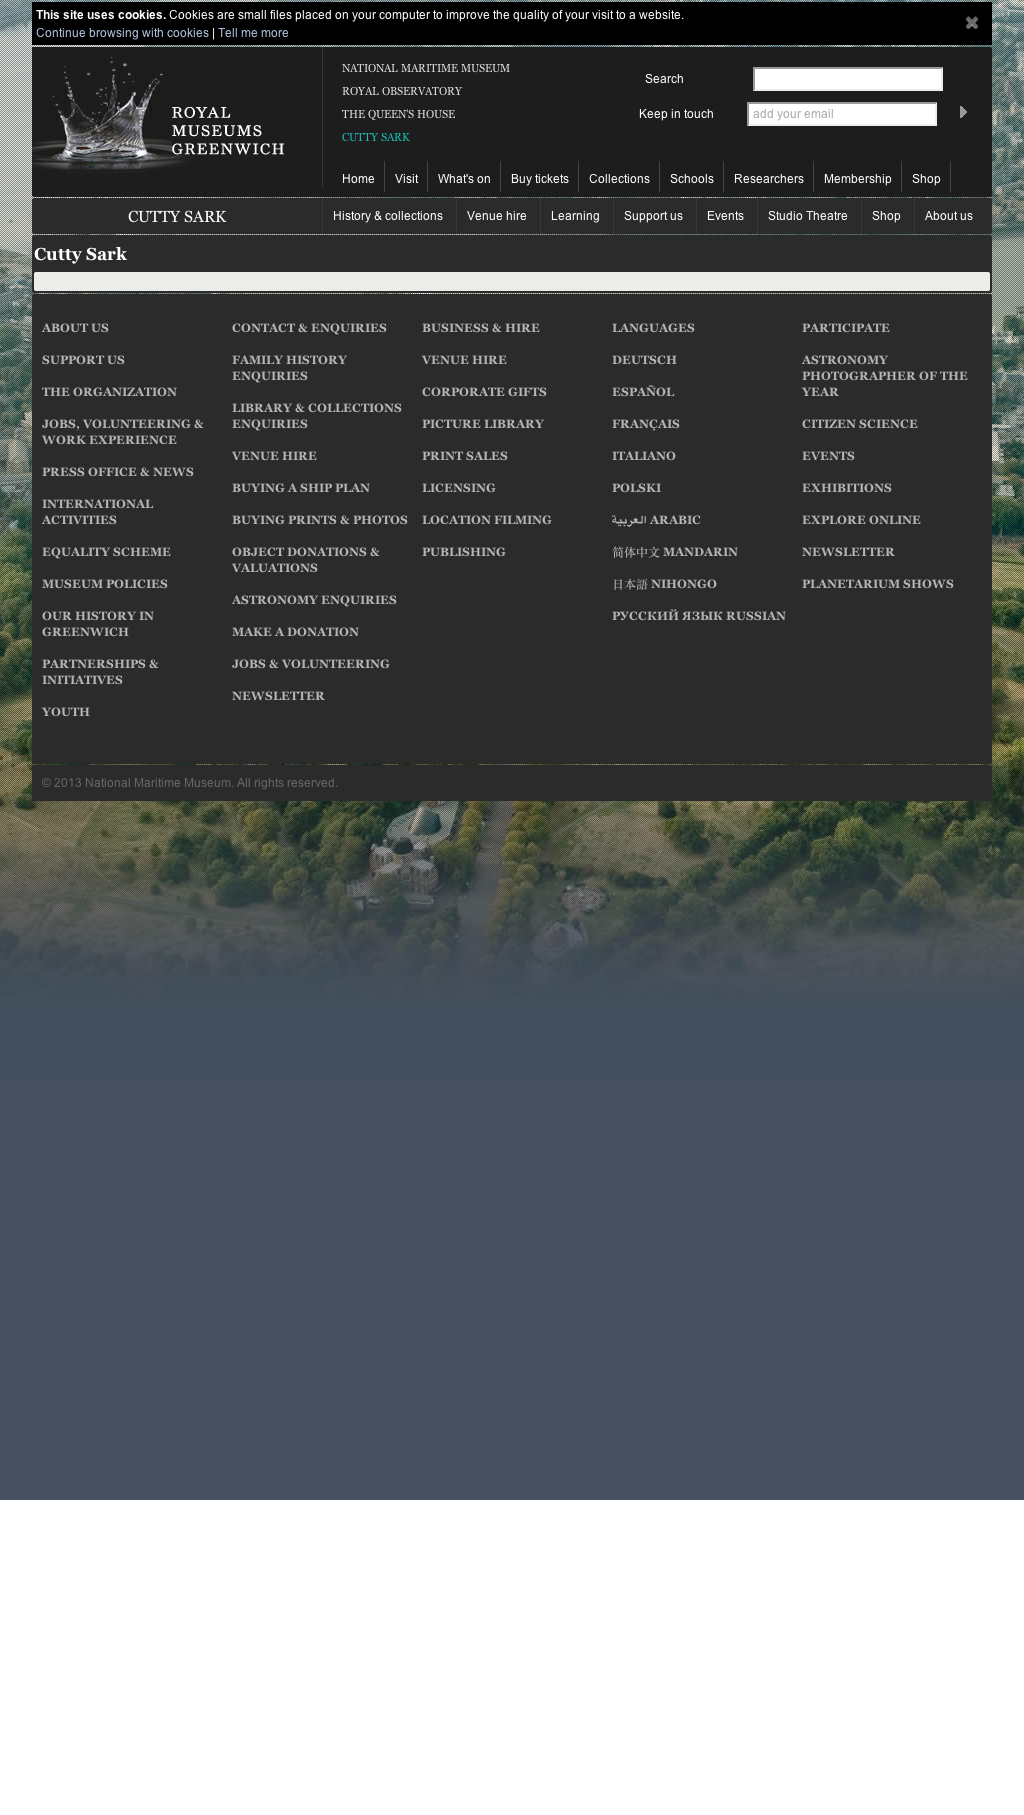 This site uses cookies. Cookies are small files placed on your computer to improve the quality of your visit to a website.
Continue browsing with cookies | Tell me more
ROYAL
MUSEUMS
GREENWICH
NATIONAL MARITIME MUSEUM
ROYAL OBSERVATORY
THE QUEEN'S HOUSE
CUTTY SARK
Search
Keep in touch
add your email
Home
Visit
What's on
Buy tickets
Collections
Schools
Researchers
Membership
Shop
CUTTY SARK
History & collections
Venue hire
Learning
Support us
Events
Studio Theatre
Shop
About us
Cutty Sark
ABOUT US
SUPPORT US
THE ORGANIZATION
JOBS, VOLUNTEERING &
WORK EXPERIENCE
PRESS OFFICE & NEWS
INTERNATIONAL
ACTIVITIES
EQUALITY SCHEME
MUSEUM POLICIES
OUR HISTORY IN
GREENWICH
PARTNERSHIPS &
INITIATIVES
YOUTH
CONTACT & ENQUIRIES
FAMILY HISTORY
ENQUIRIES
LIBRARY & COLLECTIONS
ENQUIRIES
VENUE HIRE
BUYING A SHIP PLAN
BUYING PRINTS & PHOTOS
OBJECT DONATIONS &
VALUATIONS
ASTRONOMY ENQUIRIES
MAKE A DONATION
JOBS & VOLUNTEERING
NEWSLETTER
BUSINESS & HIRE
VENUE HIRE
CORPORATE GIFTS
PICTURE LIBRARY
PRINT SALES
LICENSING
LOCATION FILMING
PUBLISHING
LANGUAGES
DEUTSCH
ESPAÑOL
FRANÇAIS
ITALIANO
POLSKI
العربية ARABIC
简体中文 MANDARIN
日本語 NIHONGO
РУССКИЙ ЯЗЫК RUSSIAN
PARTICIPATE
ASTRONOMY
PHOTOGRAPHER OF THE
YEAR
CITIZEN SCIENCE
EVENTS
EXHIBITIONS
EXPLORE ONLINE
NEWSLETTER
PLANETARIUM SHOWS
© 2013 National Maritime Museum. All rights reserved.